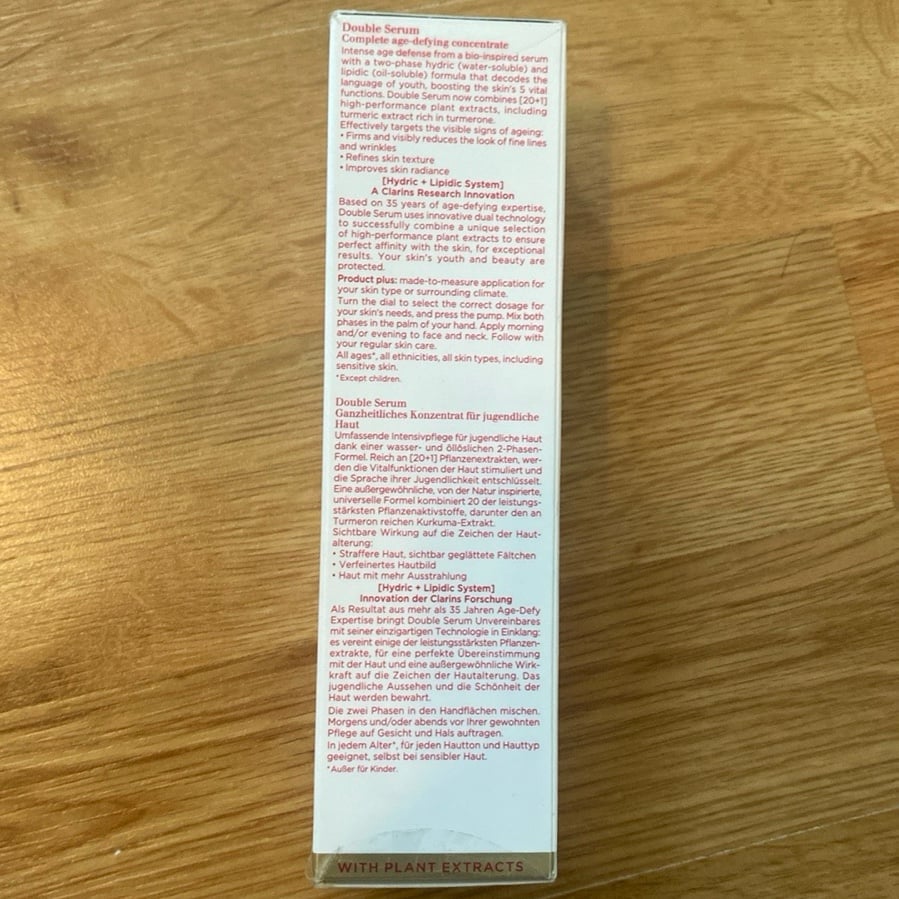 Double Serum
Complete age-defying concentrate
Intense age defense from a bio-inspired serum
with a two-phase hydric (water-soluble) and
lipidic (oil-soluble) formula that decodes the
language of youth, boosting the skin's 5 vital
functions. Double Serum now combines [20+1]
high-performance plant extracts, including
turmeric extract rich in turmerone.
Effectively targets the visible signs of ageing:
• Firms and visibly reduces the look of fine lines
and wrinkles
• Refines skin texture
• Improves skin radiance
[Hydric + Lipidic System]
A Clarins Research Innovation
Based on 35 years of age-defying expertise,
Double Serum uses innovative dual technology
to successfully combine a unique selection
of high-performance plant extracts to ensure
perfect affinity with the skin, for exceptional
results. Your skin's youth and beauty are
protected.
Product plus: made-to-measure application for
your skin type or surrounding climate.
Turn the dial to select the correct dosage for
your skin's needs, and press the pump. Mix both
phases in the palm of your hand. Apply morning
and/or evening to face and neck. Follow with
your regular skin care.
All ages*, all ethnicities, all skin types, including
sensitive skin.
*Except children.
Double Serum
Ganzheitliches Konzentrat für jugendliche
Haut
Umfassende Intensivpflege für jugendliche Haut
dank einer wasser- und öllöslichen 2-Phasen-
Formel. Reich an [20+1] Pflanzenextrakten, wer-
den die Vitalfunktionen der Haut stimuliert und
die Sprache ihrer Jugendlichkeit entschlüsselt.
Eine außergewöhnliche, von der Natur inspirierte,
universelle Formel kombiniert 20 der leistungs-
stärksten Pflanzenaktivstoffe, darunter den an
Turmeron reichen Kurkuma-Extrakt.
Sichtbare Wirkung auf die Zeichen der Haut-
alterung:
• Straffere Haut, sichtbar geglättete Fältchen
• Verfeinertes Hautbild
• Haut mit mehr Ausstrahlung
[Hydric + Lipidic System]
Innovation der Clarins Forschung
Als Resultat aus mehr als 35 Jahren Age-Defy
Expertise bringt Double Serum Unvereinbares
mit seiner einzigartigen Technologie in Einklang:
es vereint einige der leistungsstärksten Pflanzen-
extrakte, für eine perfekte Übereinstimmung
mit der Haut und eine außergewöhnliche Wirk-
kraft auf die Zeichen der Hautalterung. Das
jugendliche Aussehen und die Schönheit der
Haut werden bewahrt.
Die zwei Phasen in den Handflächen mischen.
Morgens und/oder abends vor Ihrer gewohnten
Pflege auf Gesicht und Hals auftragen.
In jedem Alter*, für jeden Hautton und Hauttyp
geeignet, selbst bei sensibler Haut.
*Außer für Kinder.
WITH PLANT EXTRACTS